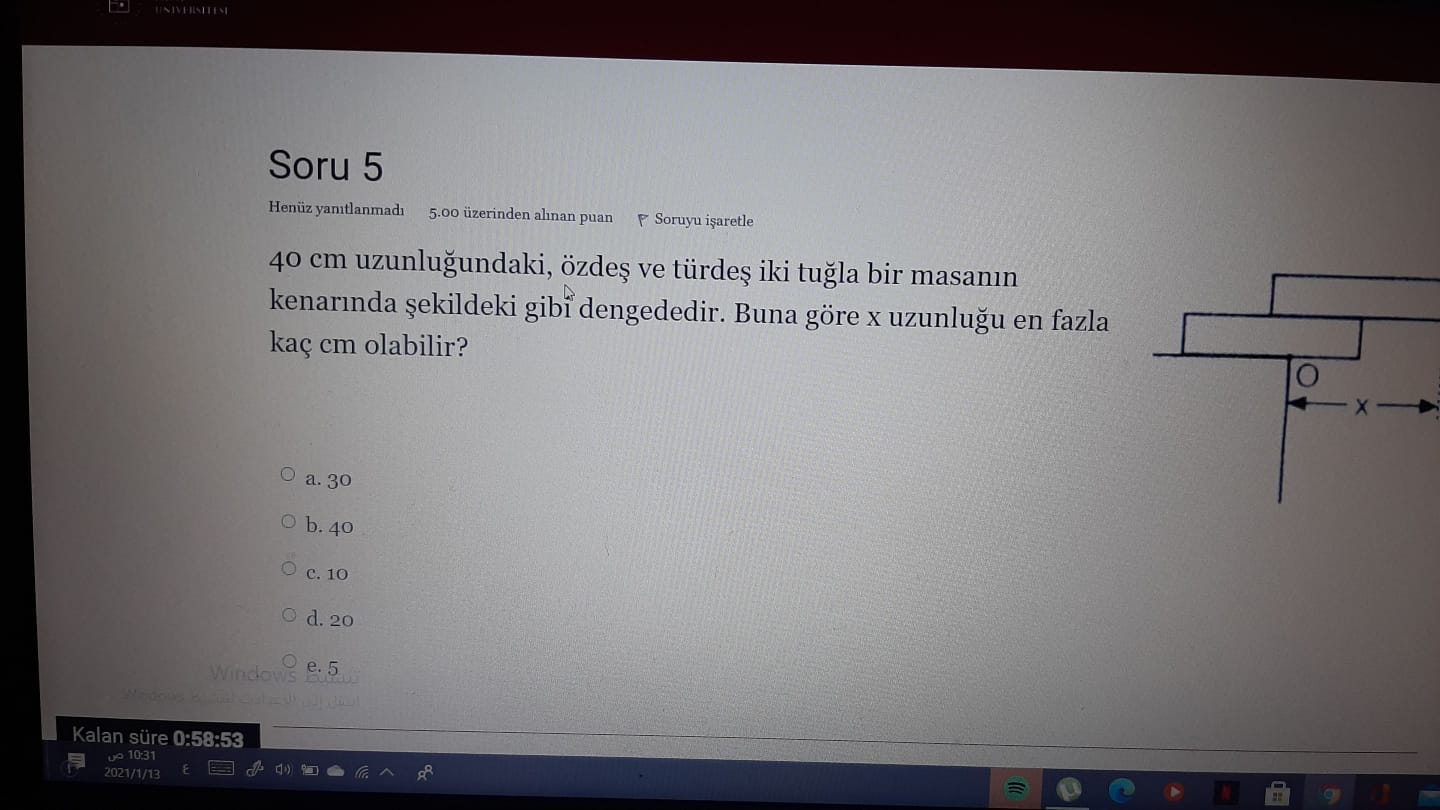 ÜNİVERSİTESİ
Soru 5
Henüz yanıtlanmadı 5.00 üzerinden alınan puan Soruyu işaretle
40 cm uzunluğundaki, özdeş ve türdeş iki tuğla bir masanın
kenarında şekildeki gibi dengededir. Buna göre x uzunluğu en fazla
kaç cm olabilir?
O
x
a. 30
b. 40
c. 10
d. 20
e. 5
Windows تنشيط
Kalan süre 0:58:53
10:31 ص
2021/1/13
ع